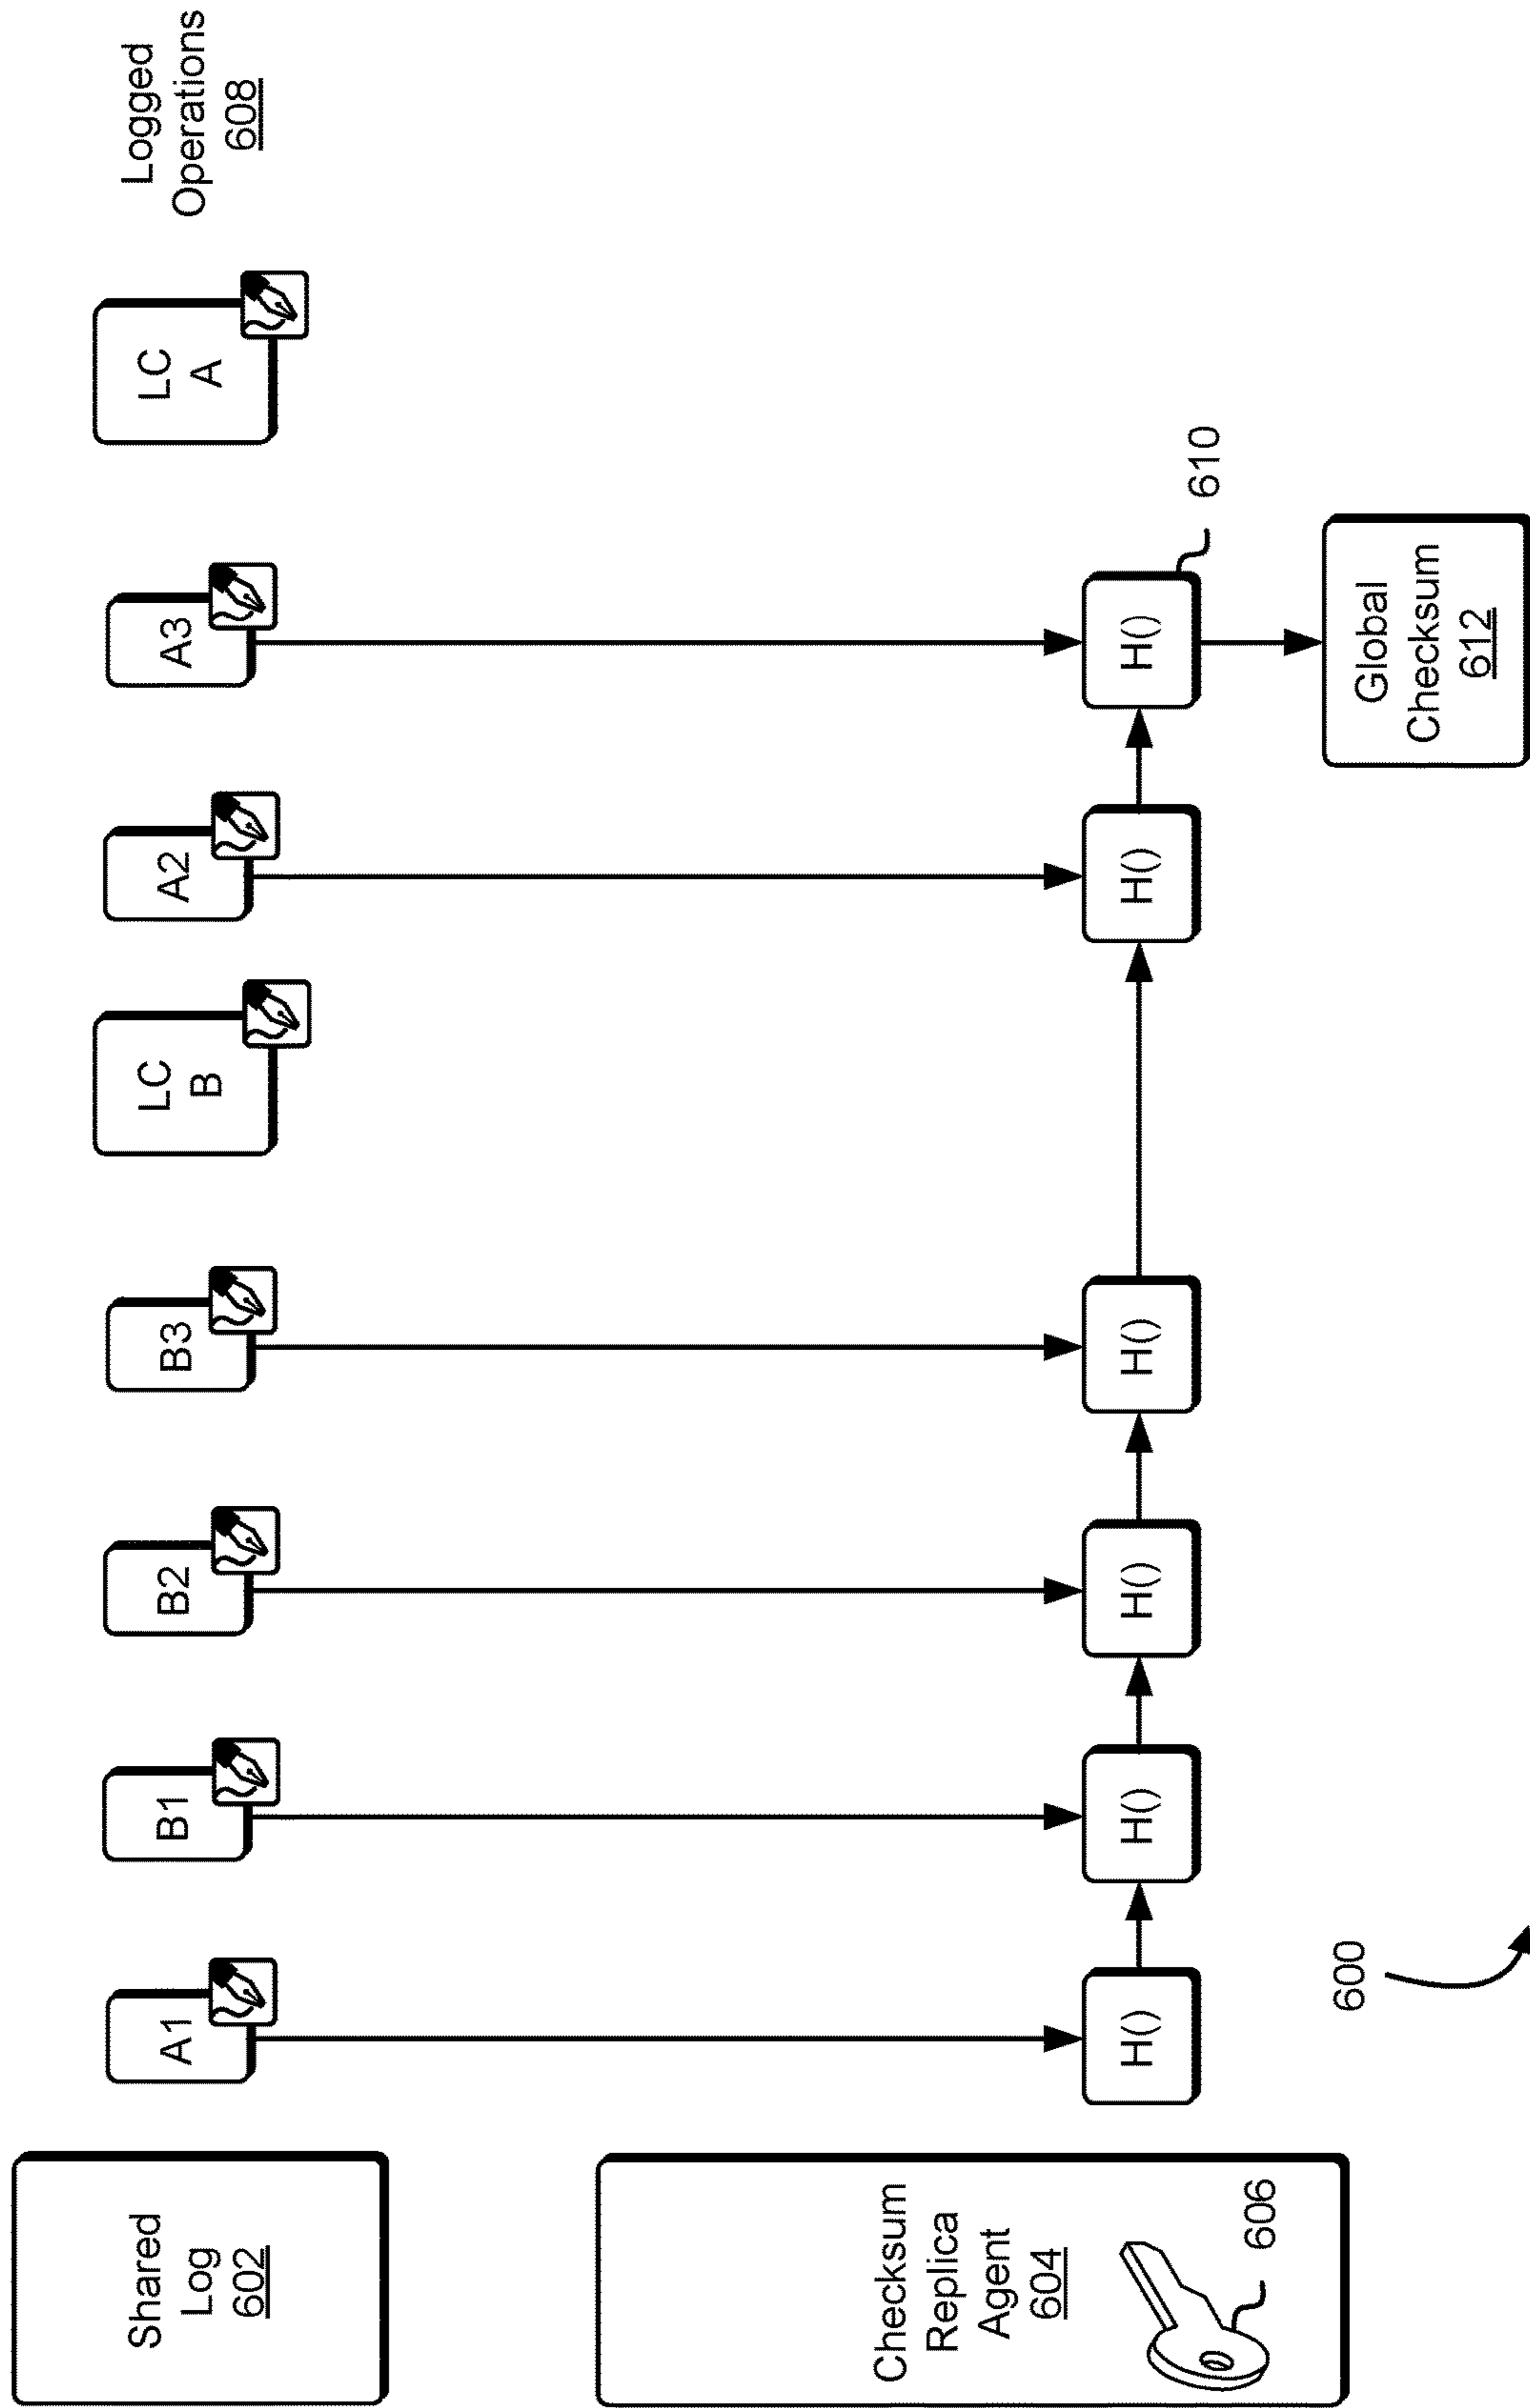 Shared
Log
602
A1
B1
B2
B3
LC
B
A2
A3
LC
A
Logged
Operations
608
Checksum
Replica
Agent
604
606
H()
H()
H()
H()
H()
H()
610
Global
Checksum
612
600